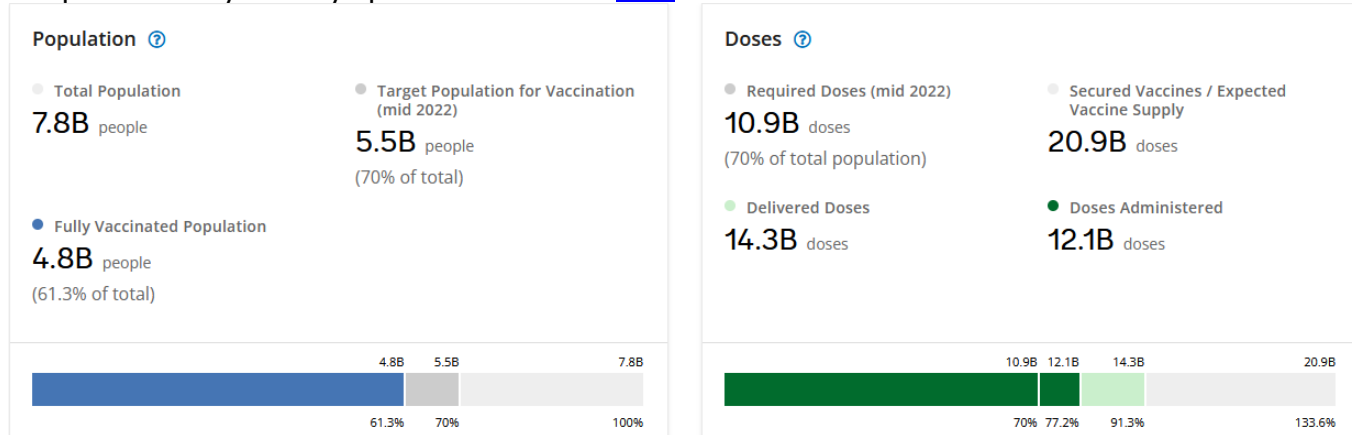 Population
Total Population
7.8B people
Target Population for Vaccination
(mid 2022)
5.5B people
(70% of total)
Fully Vaccinated Population
4.8B people
(61.3% of total)
4.8B 5.5B 7.8B
61.3% 70% 100%
Doses
Required Doses (mid 2022)
10.9B doses
(70% of total population)
Secured Vaccines / Expected
Vaccine Supply
20.9B doses
Delivered Doses
14.3B doses
Doses Administered
12.1B doses
10.9B 12.1B 14.3B 20.9B
70% 77.2% 91.3% 133.6%